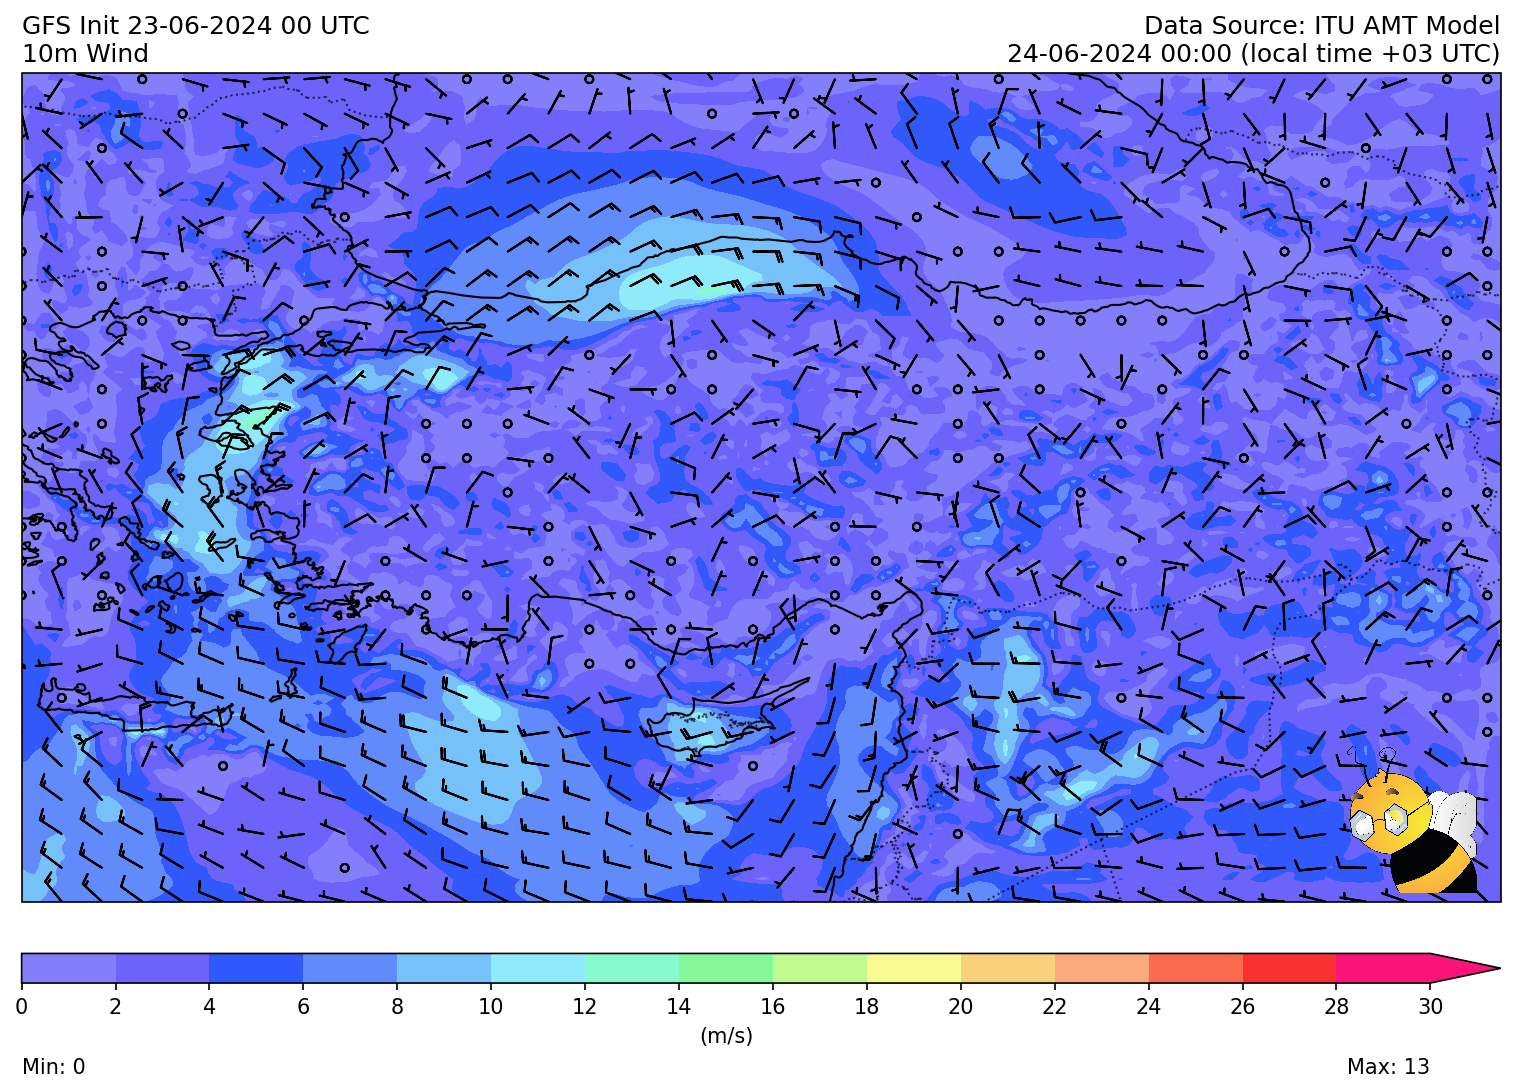 GFS Init 23-06-2024 00 UTC
Data Source: ITU AMT Model
10m Wind
24-06-2024 00:00 (local time +03 UTC)
0 2 4 6 8 10 12 14 16 18 20 22 24 26 28 30
(m/s)
Min: 0
Max: 13